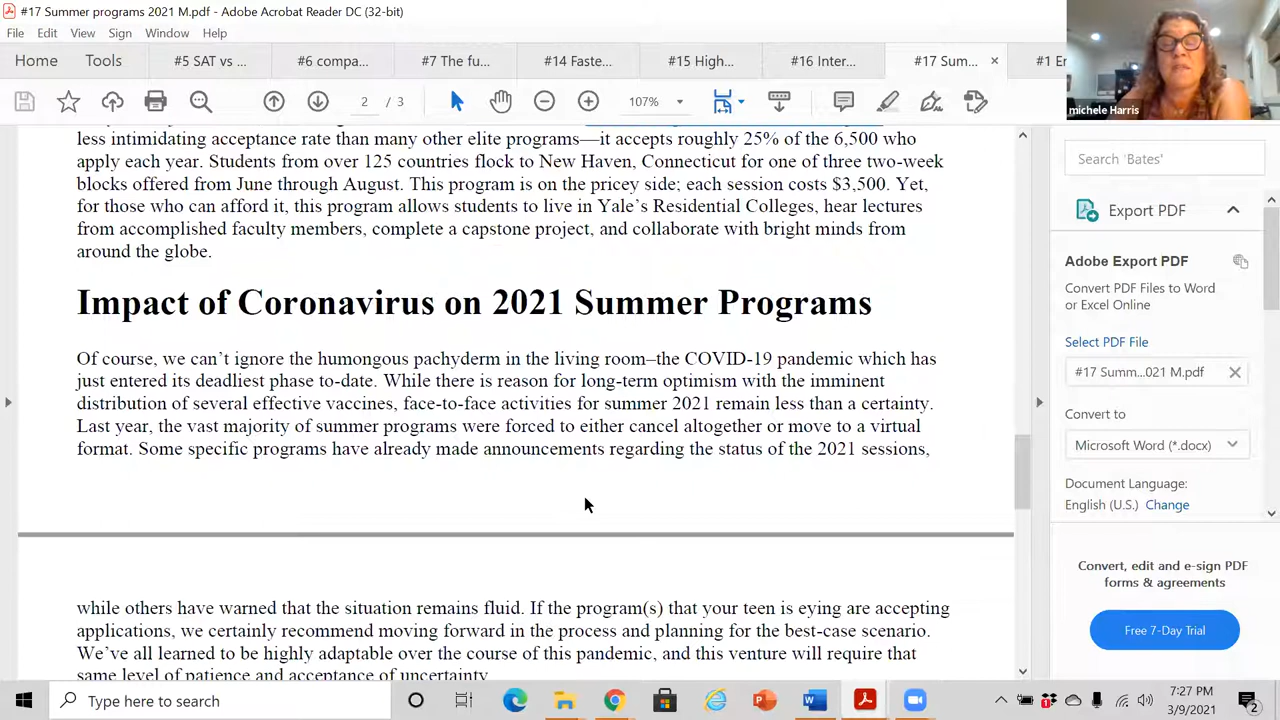 #17 Summer programs 2021 M.pdf - Adobe Acrobat Reader DC (32-bit)
File Edit View Sign Window Help
Home Tools #5 SAT vs ... #6 compa... #7 The fu... #14 Faste... #15 High... #16 Inter... #17 Sum... #1 Er
2 / 3 107%
michele Harris
less intimidating acceptance rate than many other elite programs—it accepts roughly 25% of the 6,500 who
apply each year. Students from over 125 countries flock to New Haven, Connecticut for one of three two-week
blocks offered from June through August. This program is on the pricey side; each session costs $3,500. Yet,
for those who can afford it, this program allows students to live in Yale's Residential Colleges, hear lectures
from accomplished faculty members, complete a capstone project, and collaborate with bright minds from
around the globe.
Impact of Coronavirus on 2021 Summer Programs
Of course, we can't ignore the humongous pachyderm in the living room–the COVID-19 pandemic which has
just entered its deadliest phase to-date. While there is reason for long-term optimism with the imminent
distribution of several effective vaccines, face-to-face activities for summer 2021 remain less than a certainty.
Last year, the vast majority of summer programs were forced to either cancel altogether or move to a virtual
format. Some specific programs have already made announcements regarding the status of the 2021 sessions,
while others have warned that the situation remains fluid. If the program(s) that your teen is eying are accepting
applications, we certainly recommend moving forward in the process and planning for the best-case scenario.
We've all learned to be highly adaptable over the course of this pandemic, and this venture will require that
same level of patience and acceptance of uncertainty
Search 'Bates'
Export PDF
Adobe Export PDF
Convert PDF Files to Word
or Excel Online
Select PDF File
#17 Summ...021 M.pdf
Convert to
Microsoft Word (*.docx)
Document Language:
English (U.S.) Change
Convert, edit and e-sign PDF
forms & agreements
Free 7-Day Trial
Type here to search
7:27 PM
3/9/2021
2